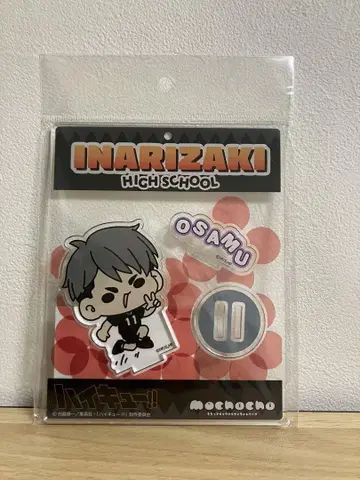 INARIZAKI
HIGH SCHOOL
OSAMU
11
ハイキュー!!
mochocho